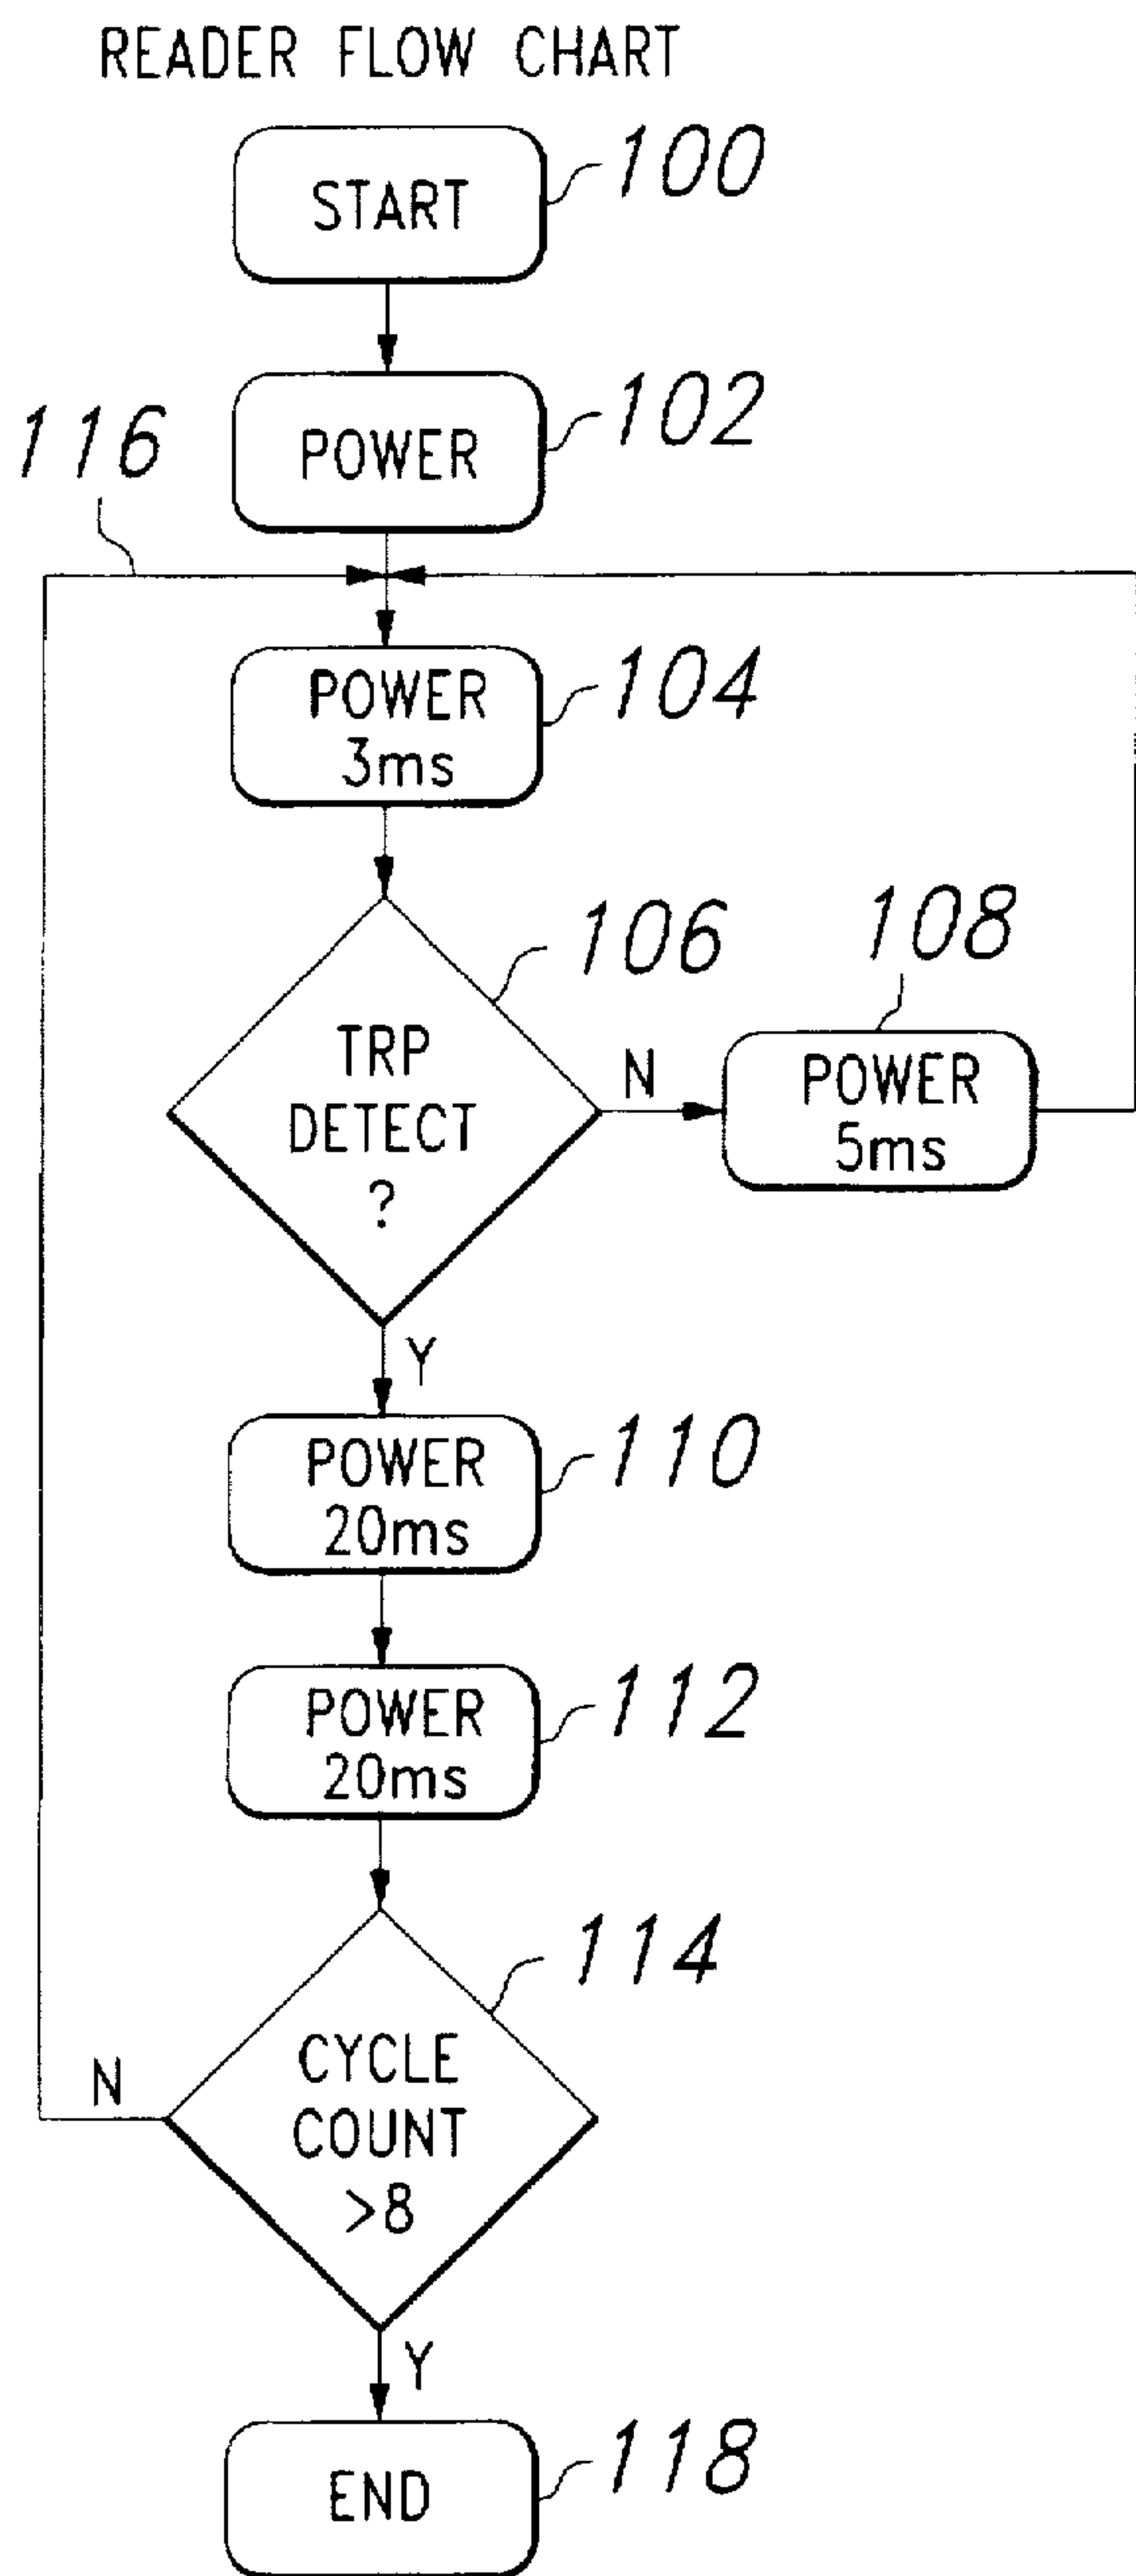 READER FLOW CHART
START
100
POWER
102
116
POWER
3ms
104
TRP
DETECT
?
106
N
108
POWER
5ms
Y
POWER
20ms
110
POWER
20ms
112
CYCLE
COUNT
>8
114
N
Y
END
118